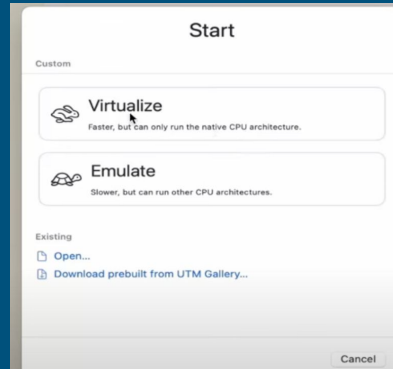 Start
Custom
Virtualize
Faster, but can only run the native CPU architecture.
Emulate
Slower, but can run other CPU architectures.
Existing
Open...
Download prebuilt from UTM Gallery...
Cancel